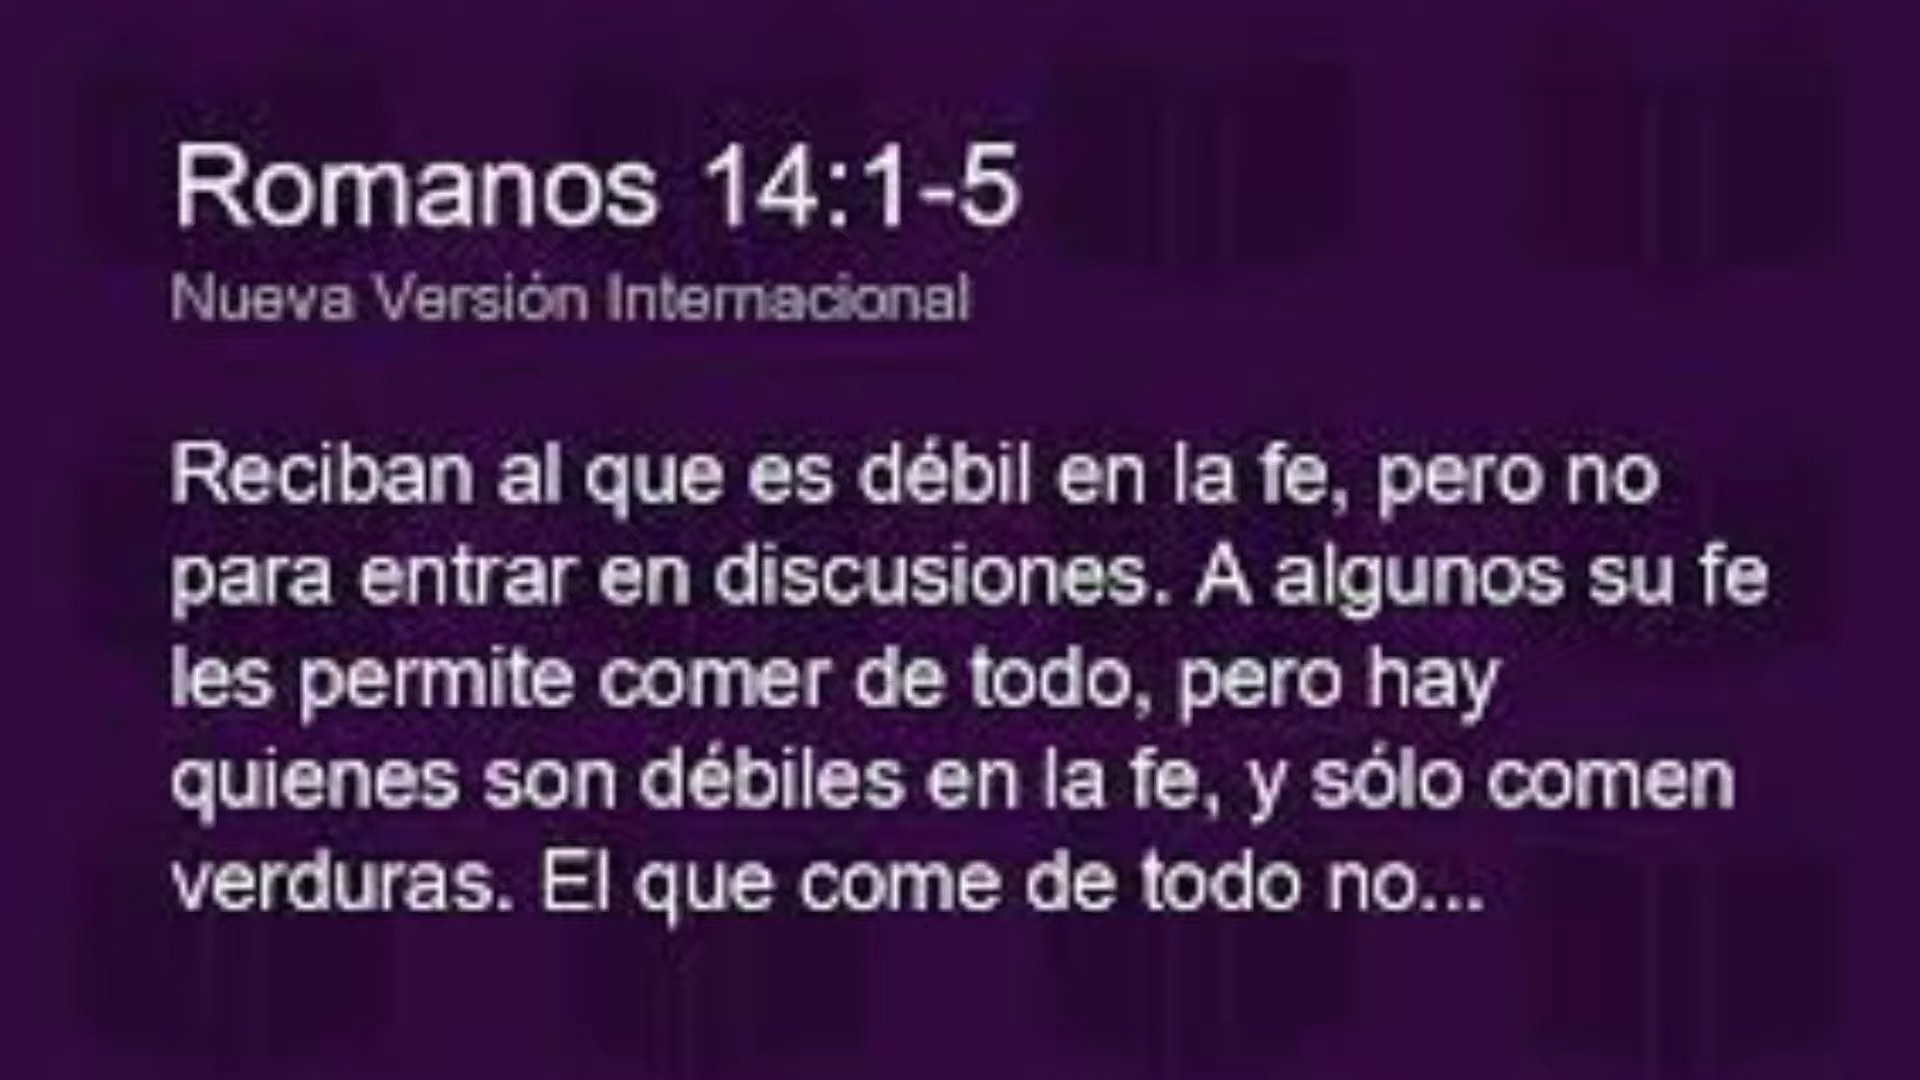 Romanos 14:1-5
Nueva Versión Internacional
Reciban al que es débil en la fe, pero no
para entrar en discusiones. A algunos su fe
les permite comer de todo, pero hay
quienes son débiles en la fe, y sólo comen
verduras. El que come de todo no...